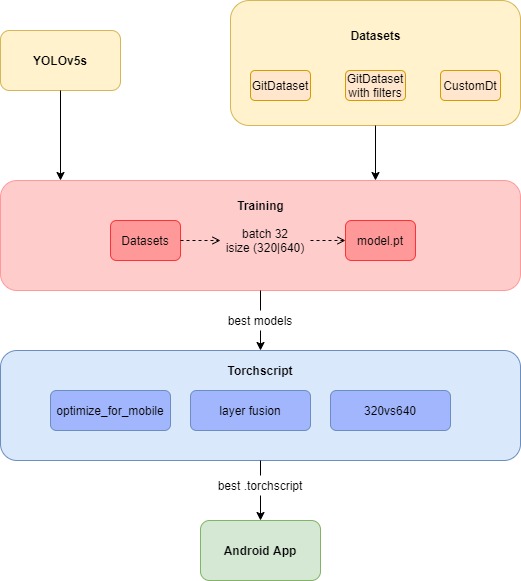 YOLOv5s
Datasets
GitDataset
GitDataset
with filters
CustomDt
Training
Datasets
batch 32
isize (320|640)
model.pt
best models
Torchscript
optimize_for_mobile
layer fusion
320vs640
best .torchscript
Android App